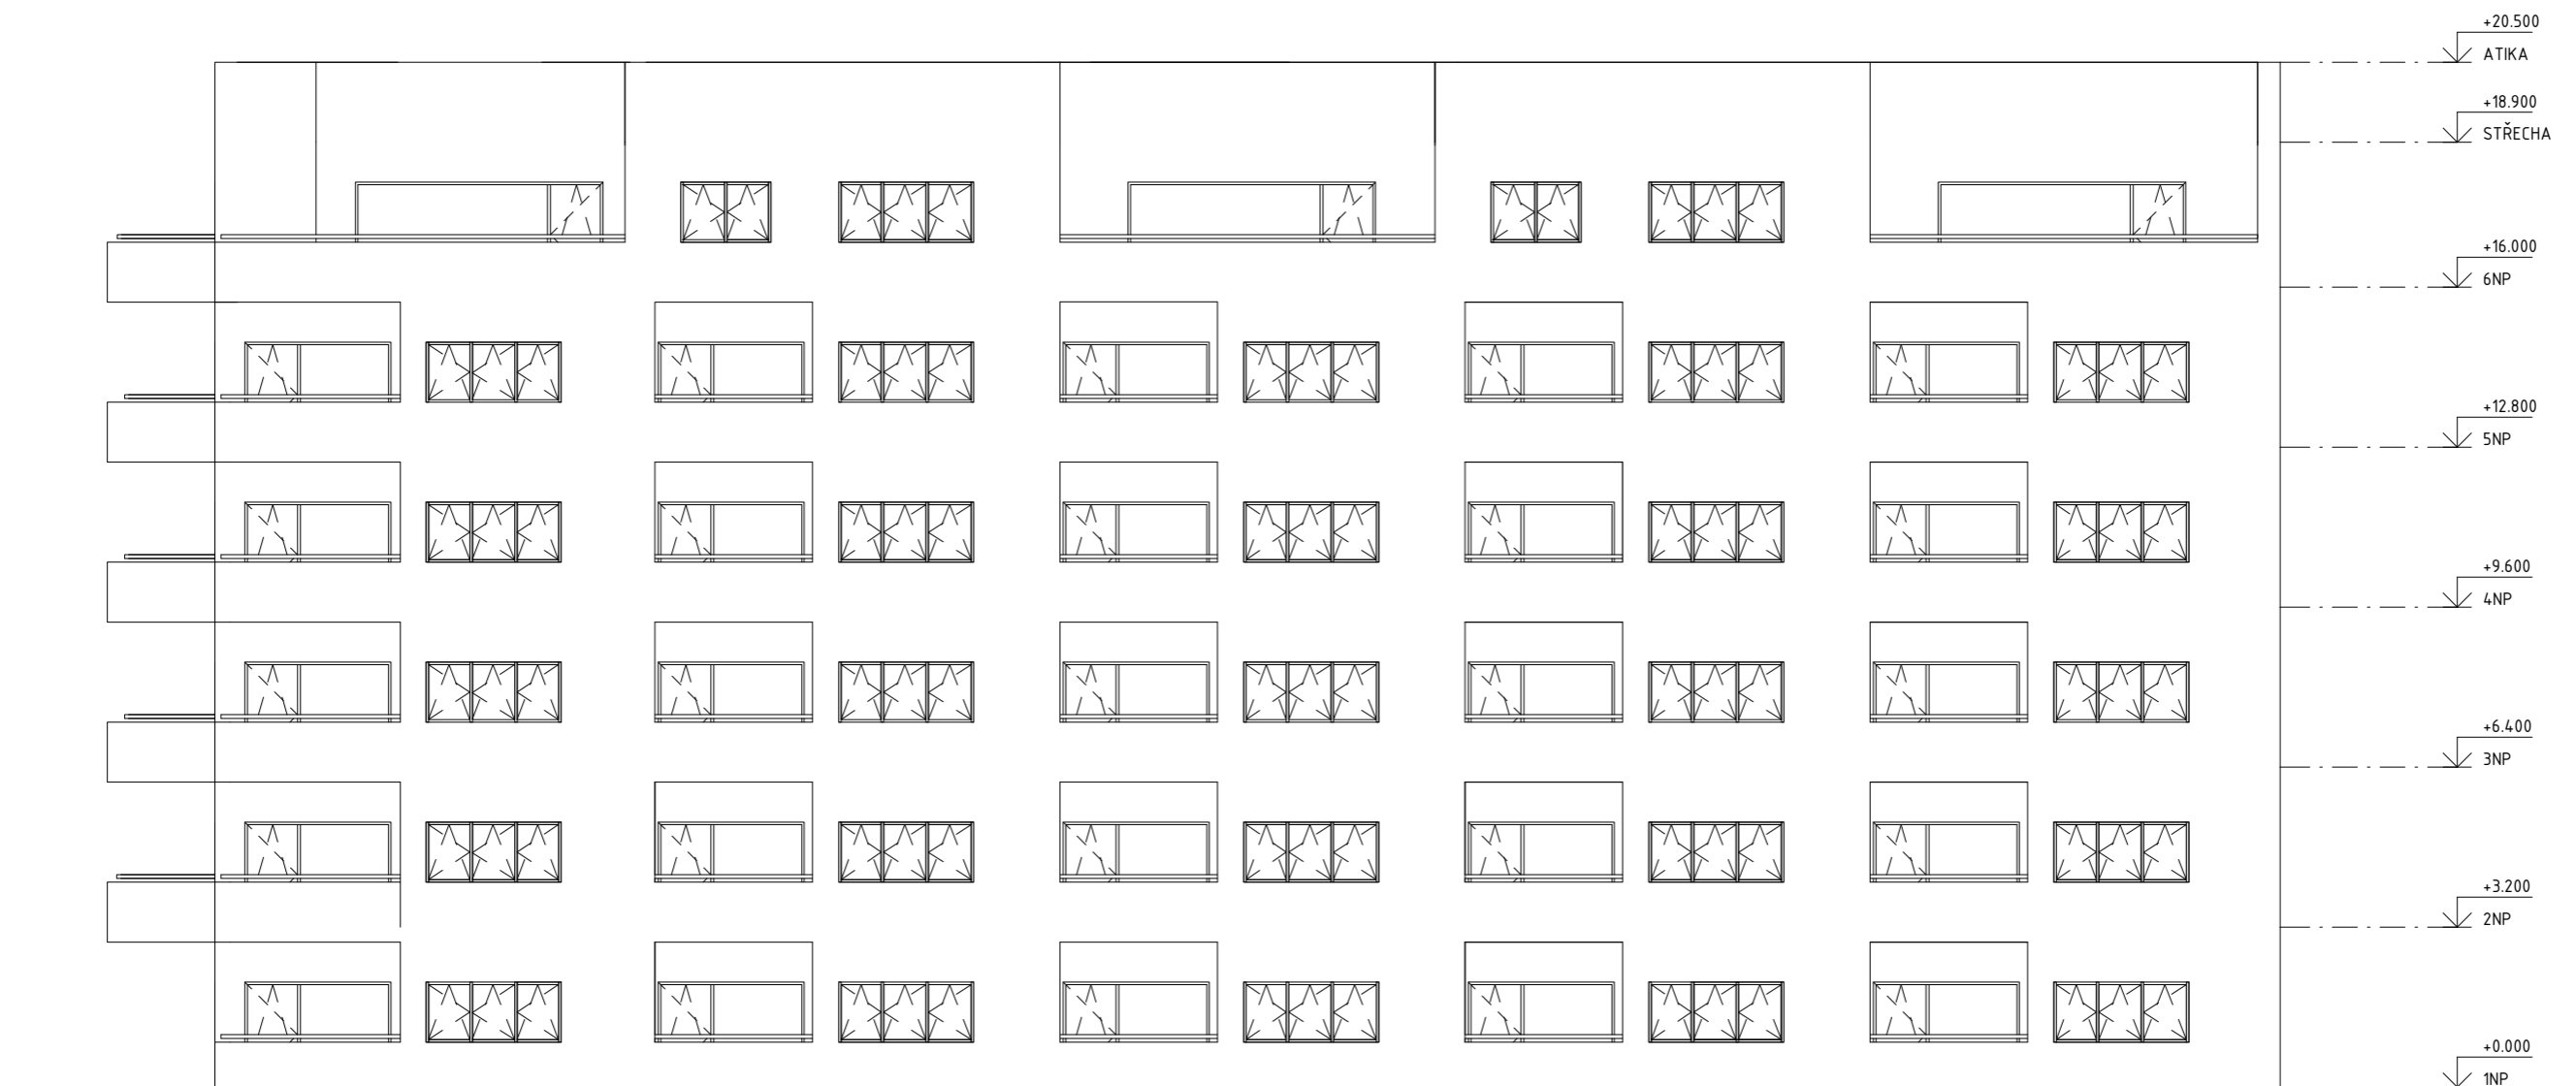 +20.500
ATIKA
+18.900
STŘECHA
+16.000
6NP
+12.800
5NP
+9.600
4NP
+6.400
3NP
+3.200
2NP
+0.000
1NP